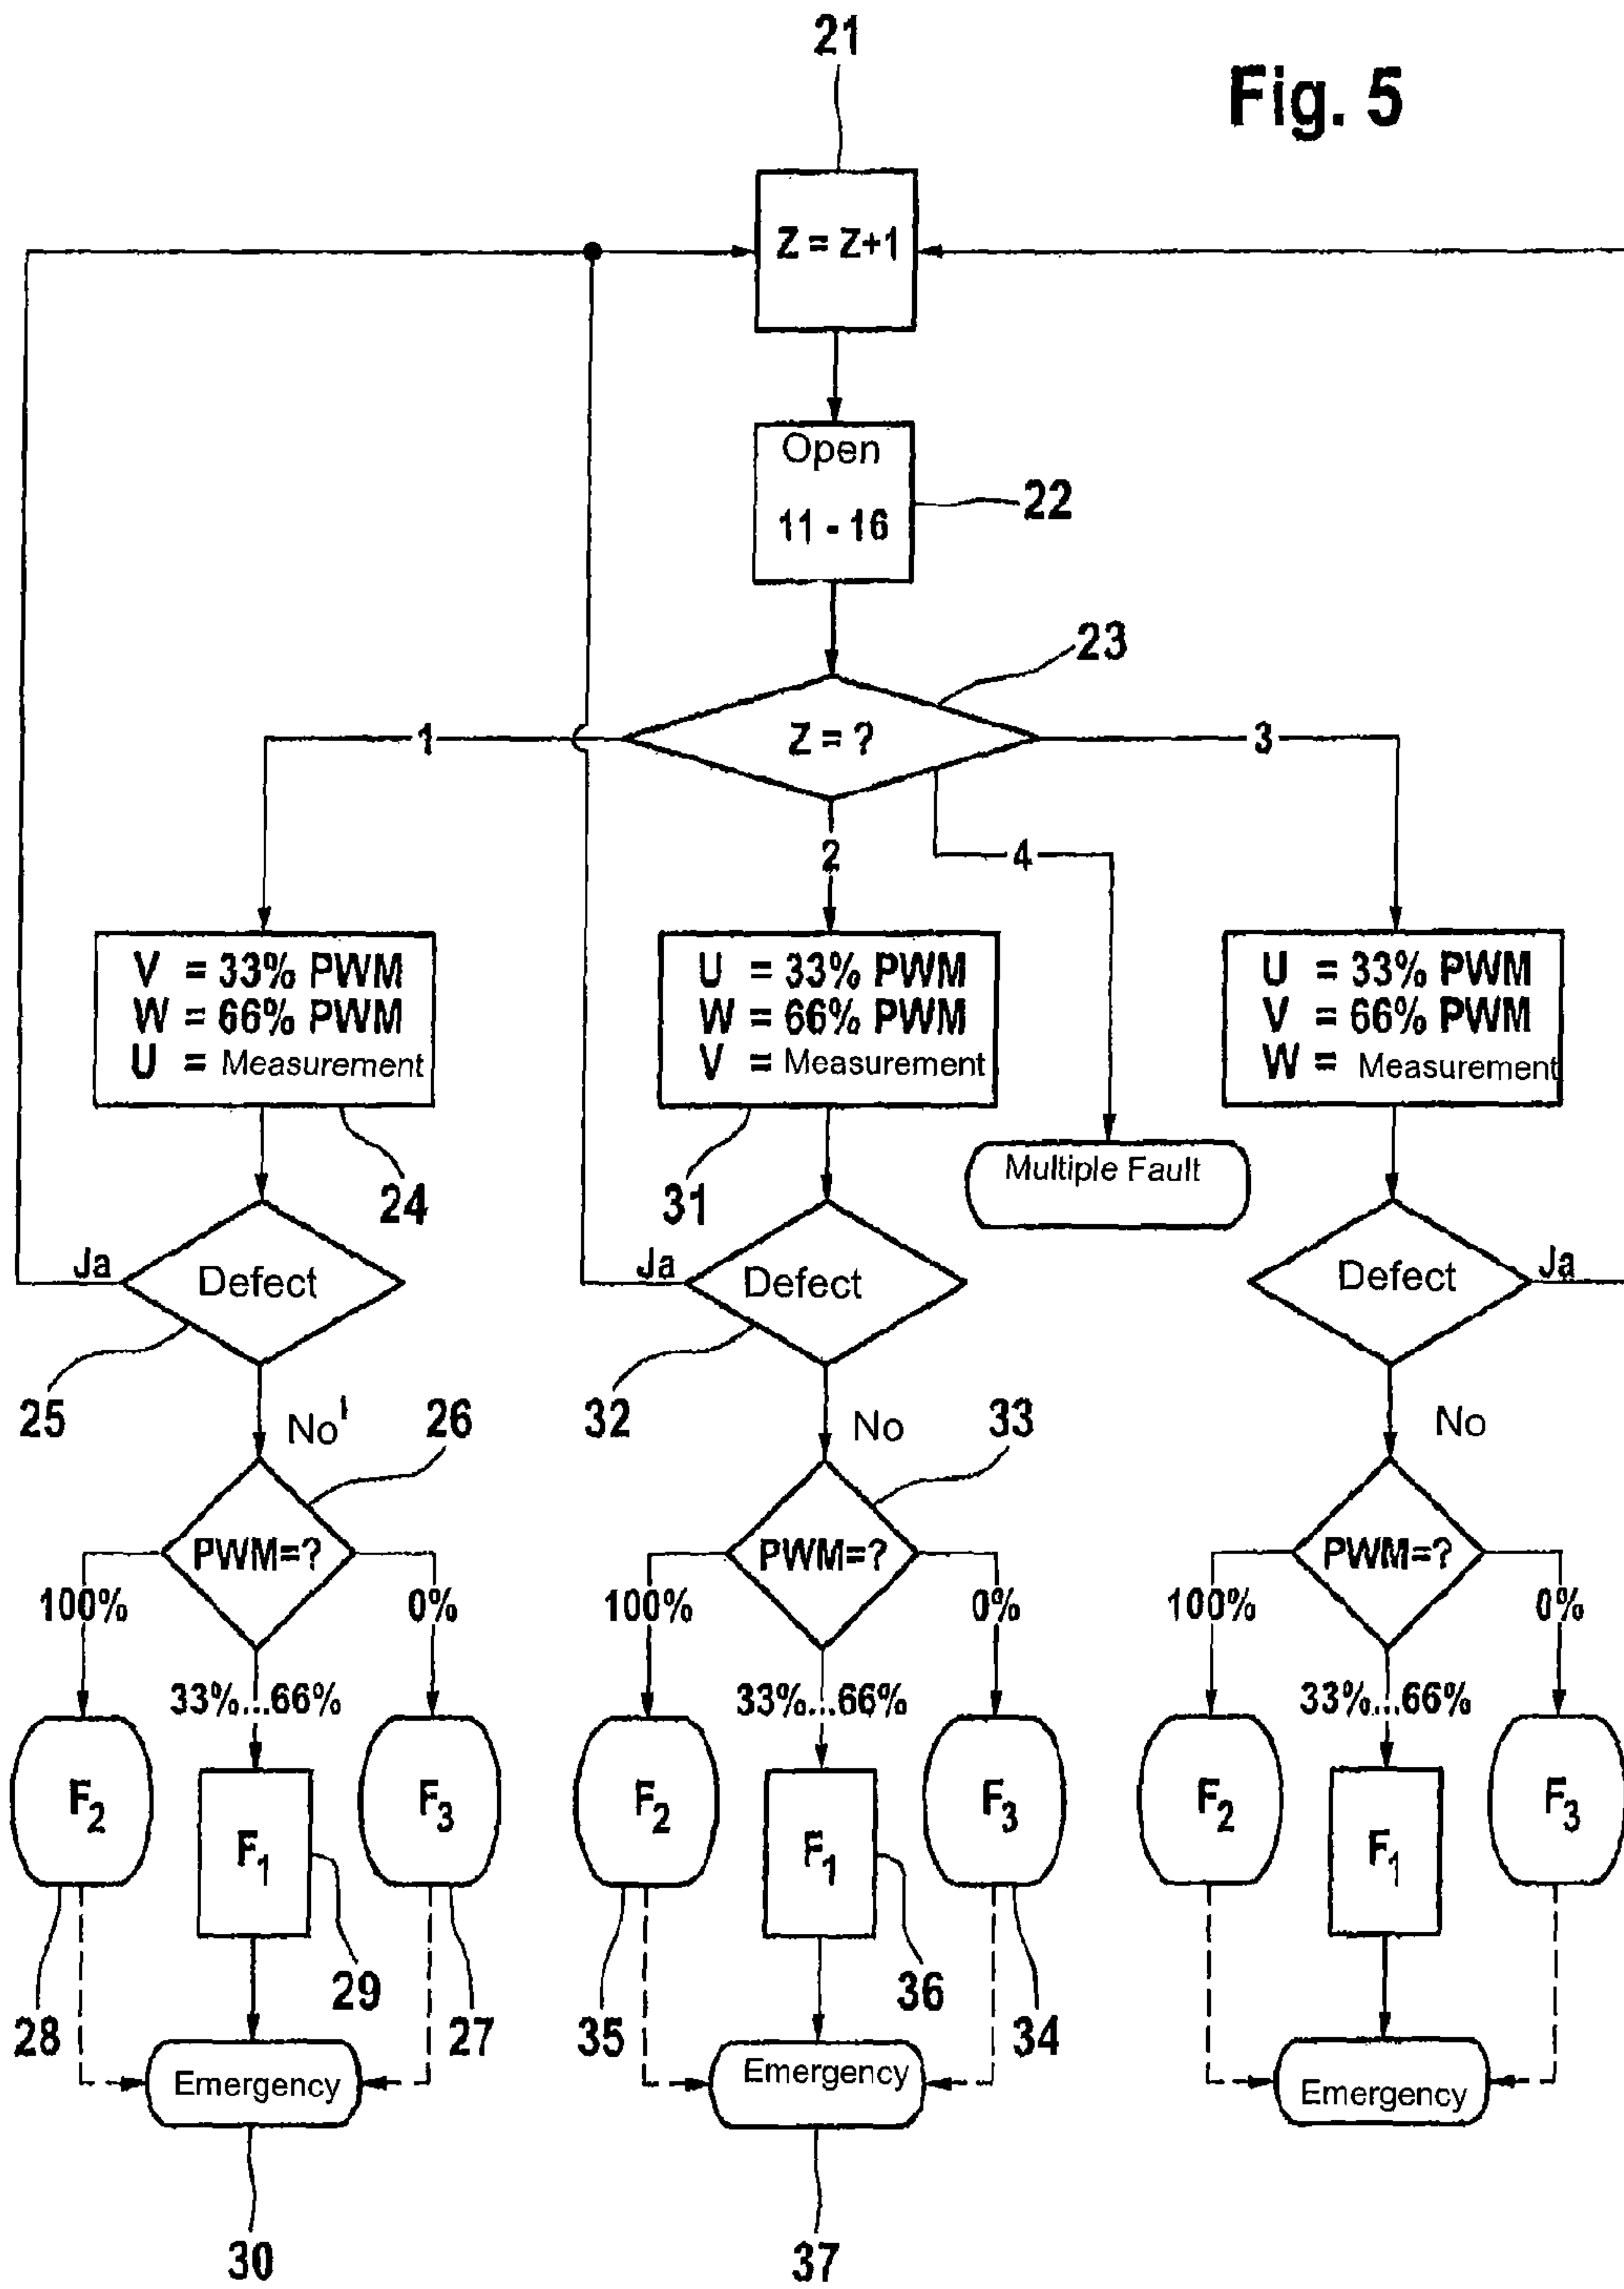 21
Fig. 5
Z = Z+1
Open
11 - 16
22
23
Z = ?
1
3
2
4
V = 33% PWM
W = 66% PWM
U = Measurement
U = 33% PWM
W = 66% PWM
V = Measurement
U = 33% PWM
V = 66% PWM
W = Measurement
Multiple Fault
24
31
Ja
Defect
Ja
Defect
Defect
Ja
25
No
26
32
No
33
No
PWM=?
PWM=?
PWM=?
100%
0%
100%
0%
100%
0%
33%...66%
33%...66%
33%...66%
F2
F1
F3
F2
F1
F3
F2
F1
F3
28
29
27
35
36
34
Emergency
Emergency
Emergency
30
37